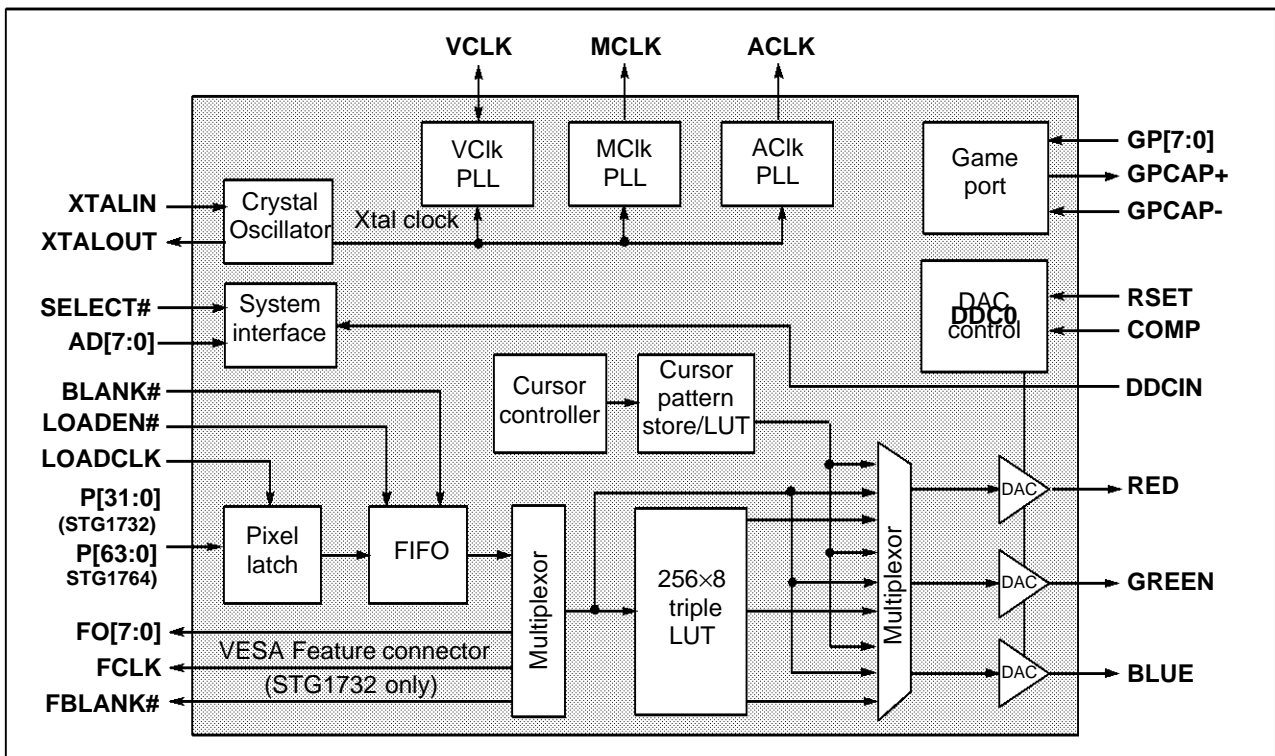 VCLK
MCLK
ACLK
VClk
PLL
MClk
PLL
AClk
PLL
Game
port
GP[7:0]
GPCAP+
GPCAP-
XTALIN
XTALOUT
Crystal
Oscillator
Xtal clock
SELECT#
AD[7:0]
System
interface
DAC
control
DDC0
RSET
COMP
DDCIN
BLANK#
LOADEN#
LOADCLK
P[31:0]
(STG1732)
P[63:0]
STG1764)
Cursor
controller
Cursor
pattern
store/LUT
Pixel
latch
FIFO
Multiplexor
256×8
triple
LUT
Multiplexor
DAC
RED
DAC
GREEN
DAC
BLUE
FO[7:0]
VESA Feature connector
FCLK
(STG1732 only)
FBLANK#